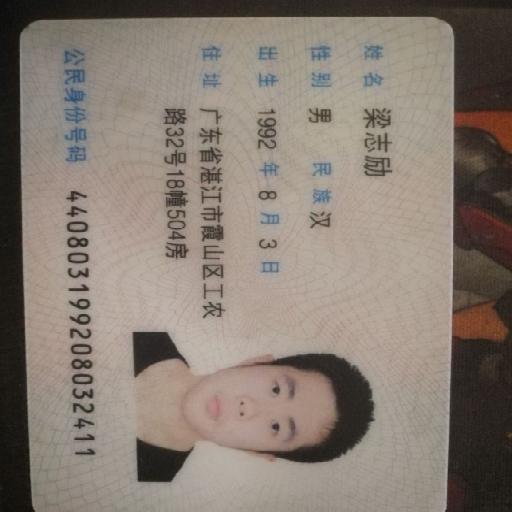 姓名 梁志励
性别 男 民族 汉
出生 1992 年 8 月 3 日
住址 广东省湛江市霞山区工农
路32号18幢504房
公民身份号码 440803199208032411